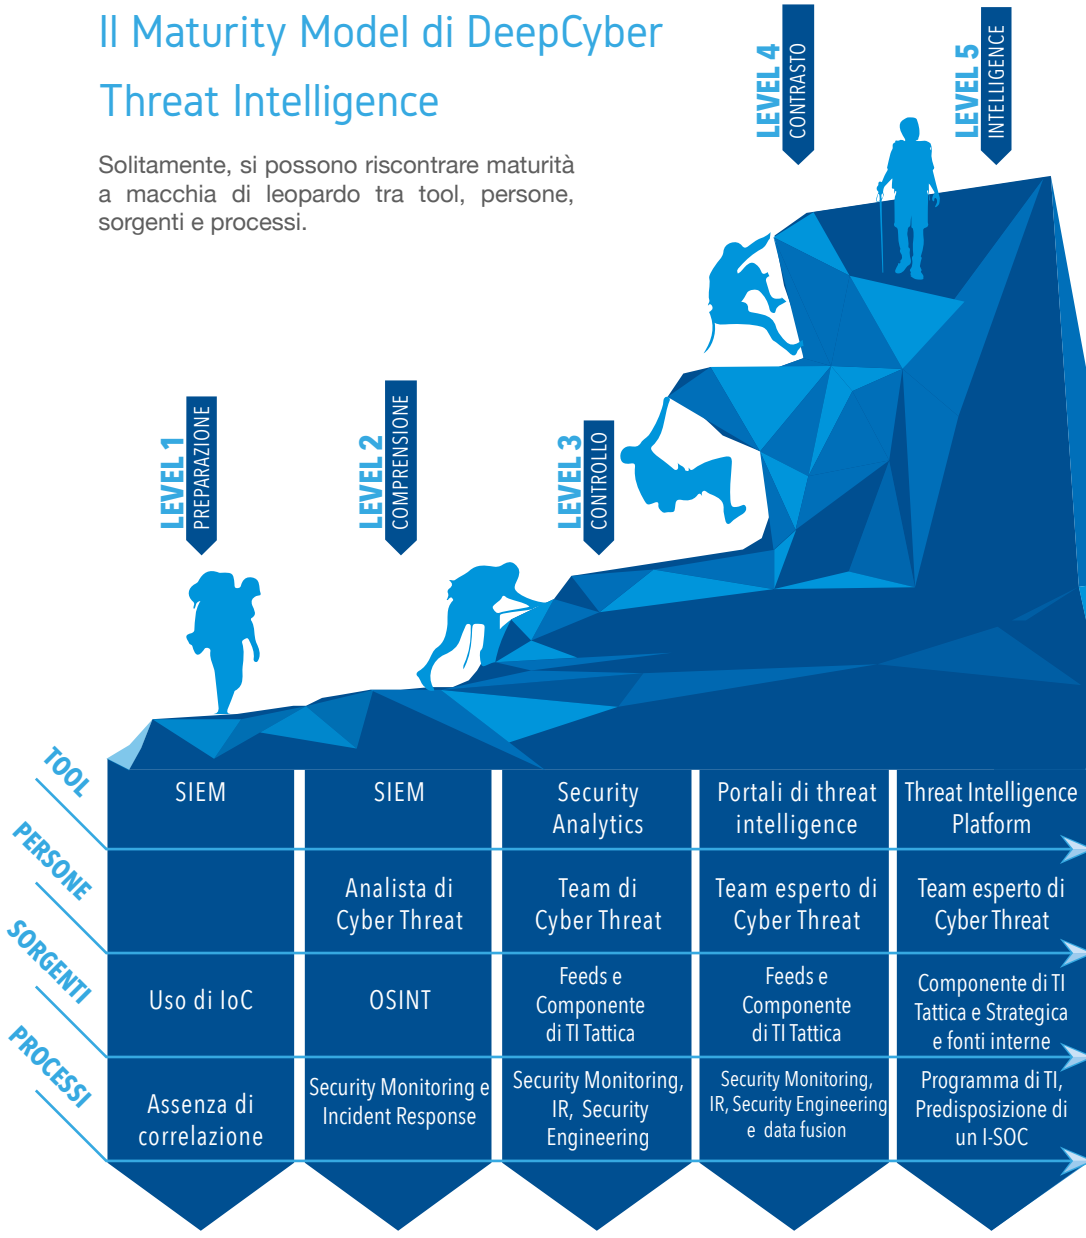 Il Maturity Model di DeepCyber
Threat Intelligence
Solitamente, si possono riscontrare maturità
a macchia di leopardo tra tool, persone,
sorgenti e processi.
LEVEL 1
PREPARAZIONE
LEVEL 2
COMPRENSIONE
LEVEL 3
CONTROLLO
LEVEL 4
CONTRASTO
LEVEL 5
INTELLIGENCE
TOOL
SIEM
SIEM
Security
Analytics
Portali di threat
intelligence
Threat Intelligence
Platform
PERSONE
Analista di
Cyber Threat
Team di
Cyber Threat
Team esperto di
Cyber Threat
Team esperto di
Cyber Threat
SORGENTI
Uso di IoC
OSINT
Feeds e
Componente
di TI Tattica
Feeds e
Componente
di TI Tattica
Componente di TI
Tattica e Strategica
e fonti interne
PROCESSI
Assenza di
correlazione
Security Monitoring e
Incident Response
Security Monitoring,
IR, Security
Engineering
Security Monitoring,
IR, Security Engineering
e data fusion
Programma di TI,
Predisposizione di
un I-SOC